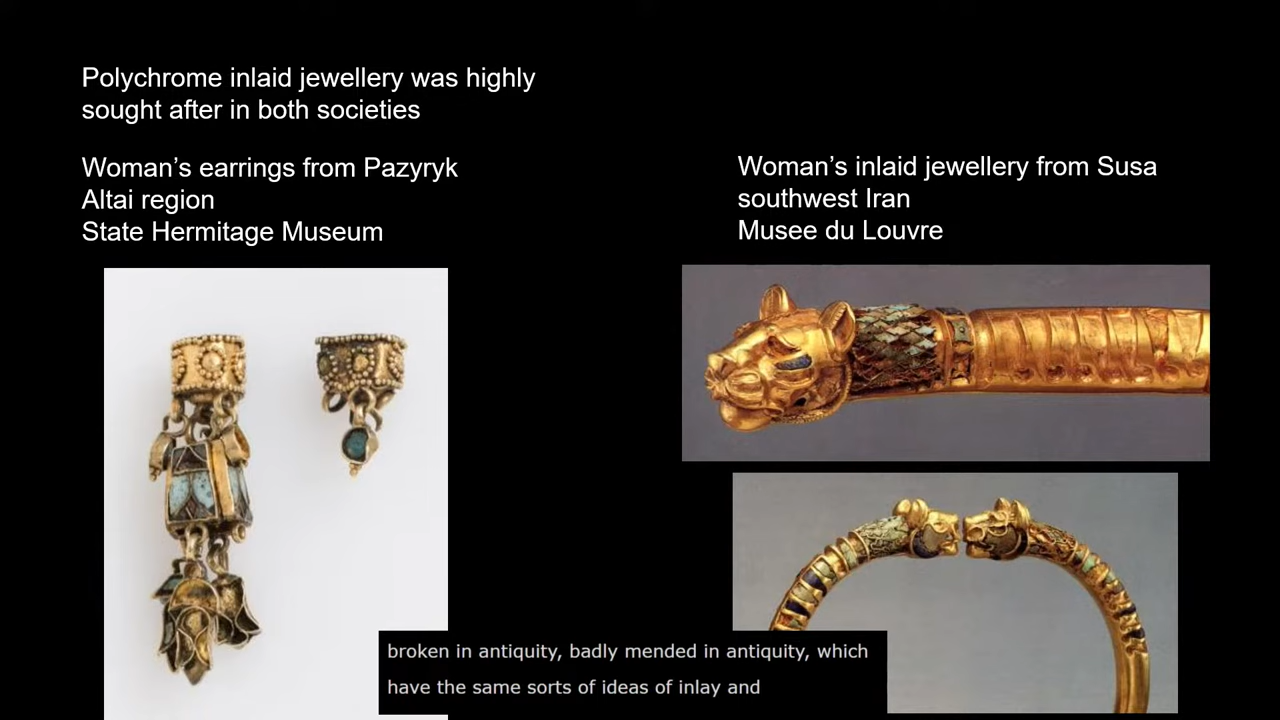 Polychrome inlaid jewellery was highly
sought after in both societies
Woman’s earrings from Pazyryk
Altai region
State Hermitage Museum
Woman’s inlaid jewellery from Susa
southwest Iran
Musee du Louvre
broken in antiquity, badly mended in antiquity, which
have the same sorts of ideas of inlay and